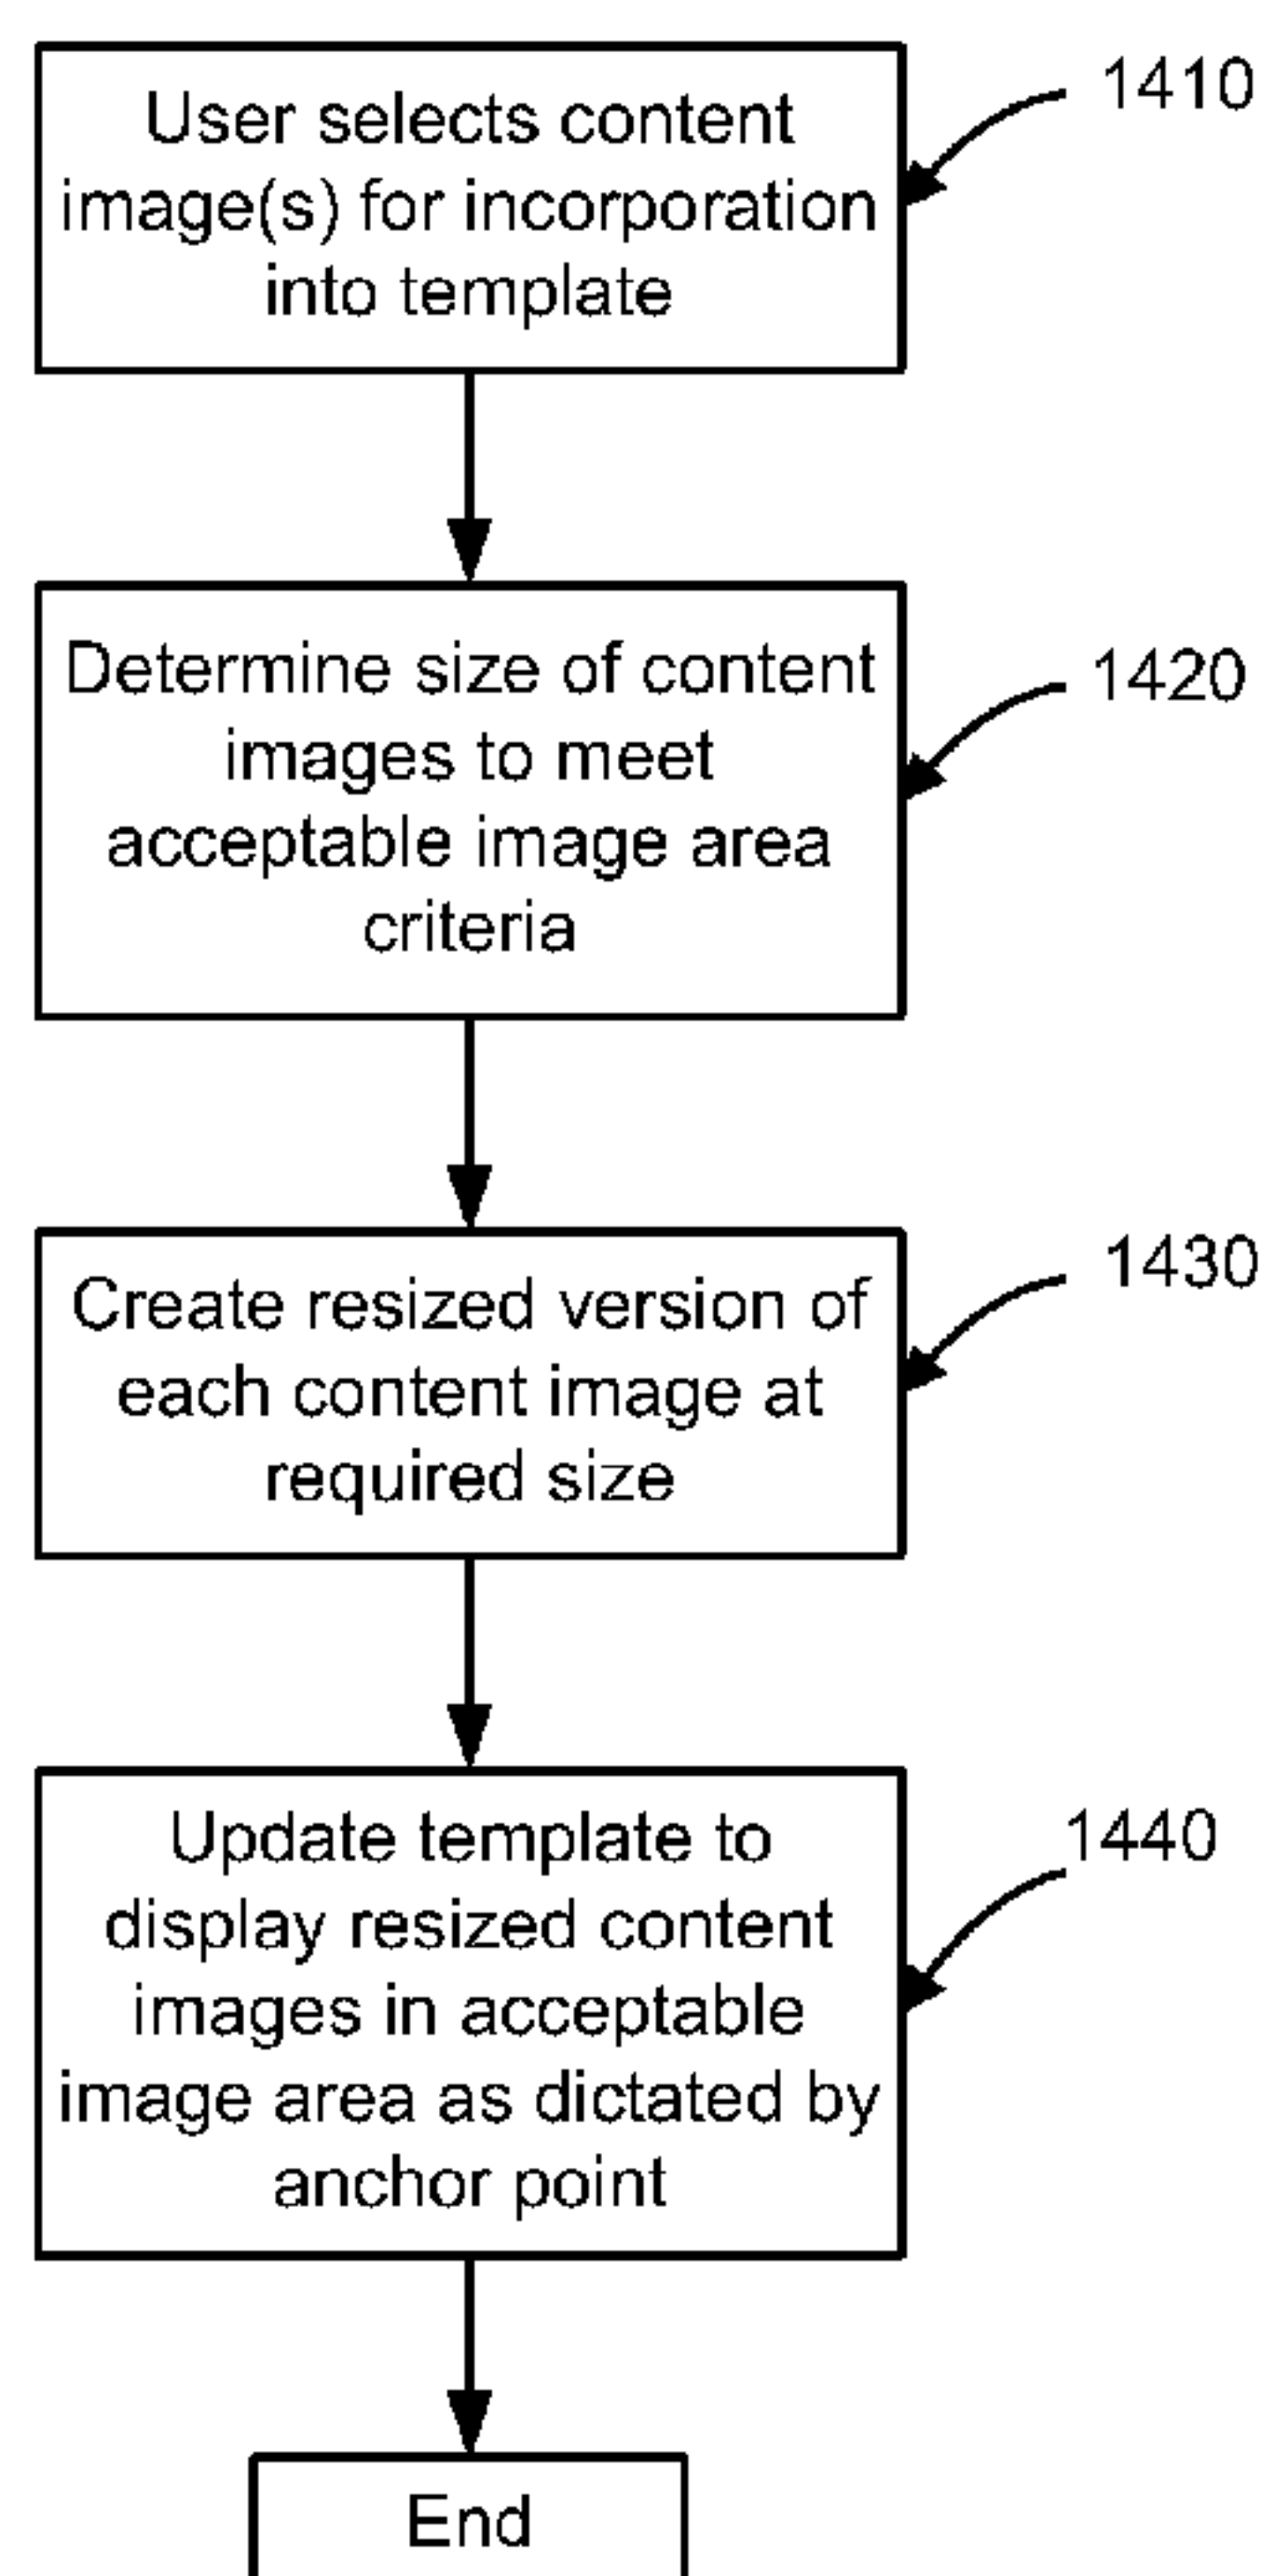 User selects content
image(s) for incorporation
into template
1410
Determine size of content
images to meet
acceptable image area
criteria
1420
Create resized version of
each content image at
required size
1430
Update template to
display resized content
images in acceptable
image area as dictated by
anchor point
1440
End